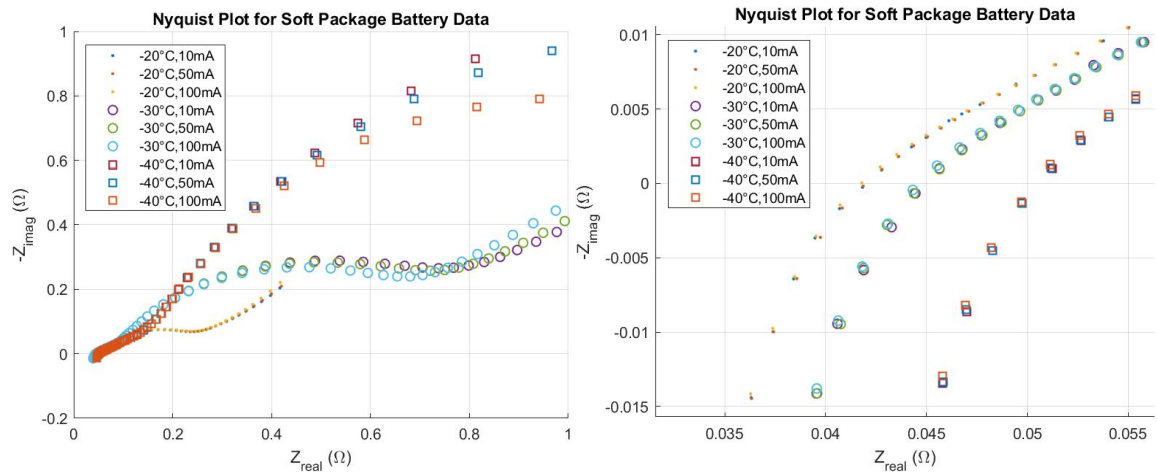 Nyquist Plot for Soft Package Battery Data
1
0.8
0.6
0.4
0.2
0
-0.2
-Z_imag (Ω)
-20°C,10mA
-20°C,50mA
-20°C,100mA
-30°C,10mA
-30°C,50mA
-30°C,100mA
-40°C,10mA
-40°C,50mA
-40°C,100mA
0 0.2 0.4 0.6 0.8 1
Z_real (Ω)
Nyquist Plot for Soft Package Battery Data
0.01
0.005
0
-0.005
-0.01
-0.015
-Z_imag (Ω)
-20°C,10mA
-20°C,50mA
-20°C,100mA
-30°C,10mA
-30°C,50mA
-30°C,100mA
-40°C,10mA
-40°C,50mA
-40°C,100mA
0.035 0.04 0.045 0.05 0.055
Z_real (Ω)